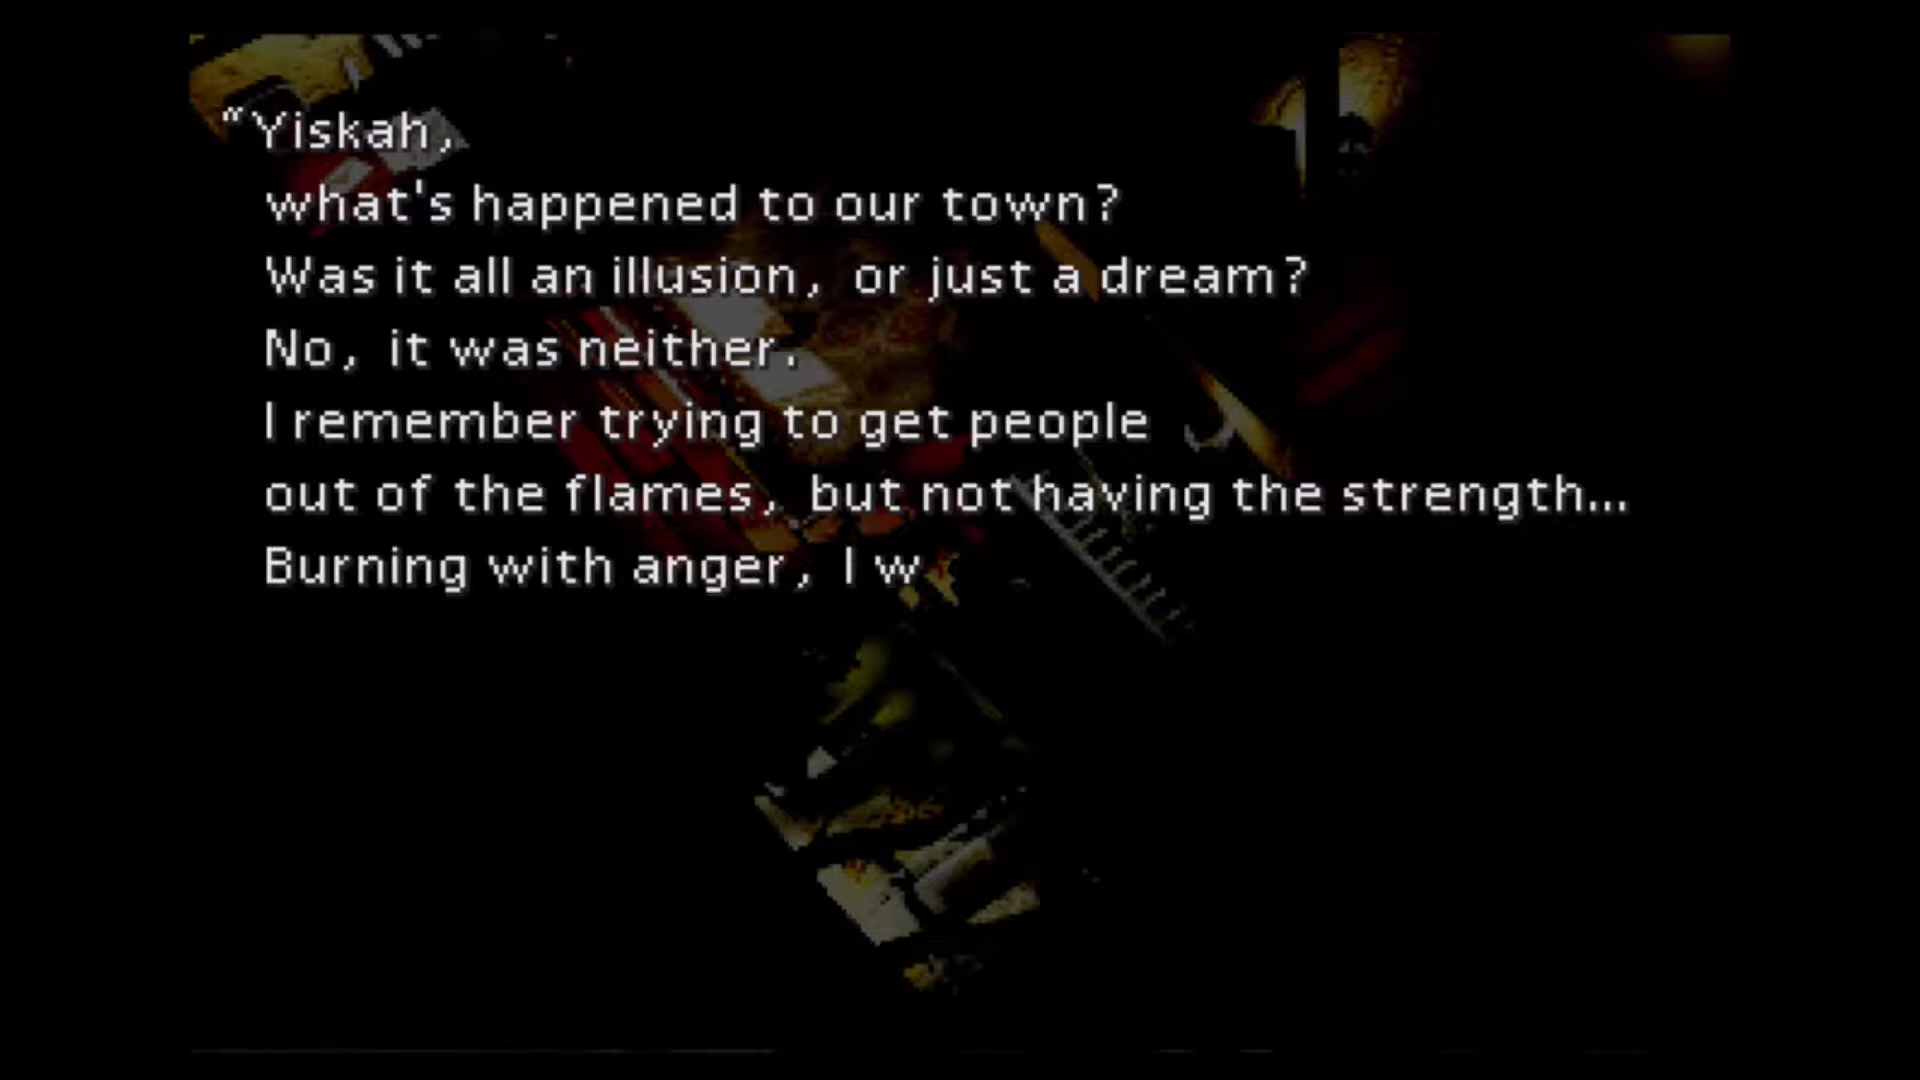 “Yiskah,
what's happened to our town?
Was it all an illusion, or just a dream?
No, it was neither.
I remember trying to get people
out of the flames, but not having the strength...
Burning with anger, I w